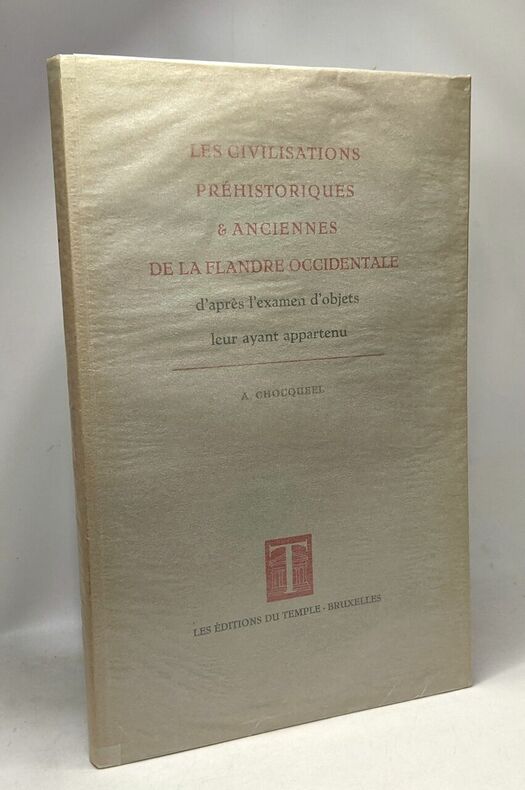 LES CIVILISATIONS
PRÉHISTORIQUES
& ANCIENNES
DE LA FLANDRE OCCIDENTALE
d'après l'examen d'objets
leur ayant appartenu
A. CHOCQUEEL
T
LES ÉDITIONS DU TEMPLE · BRUXELLES